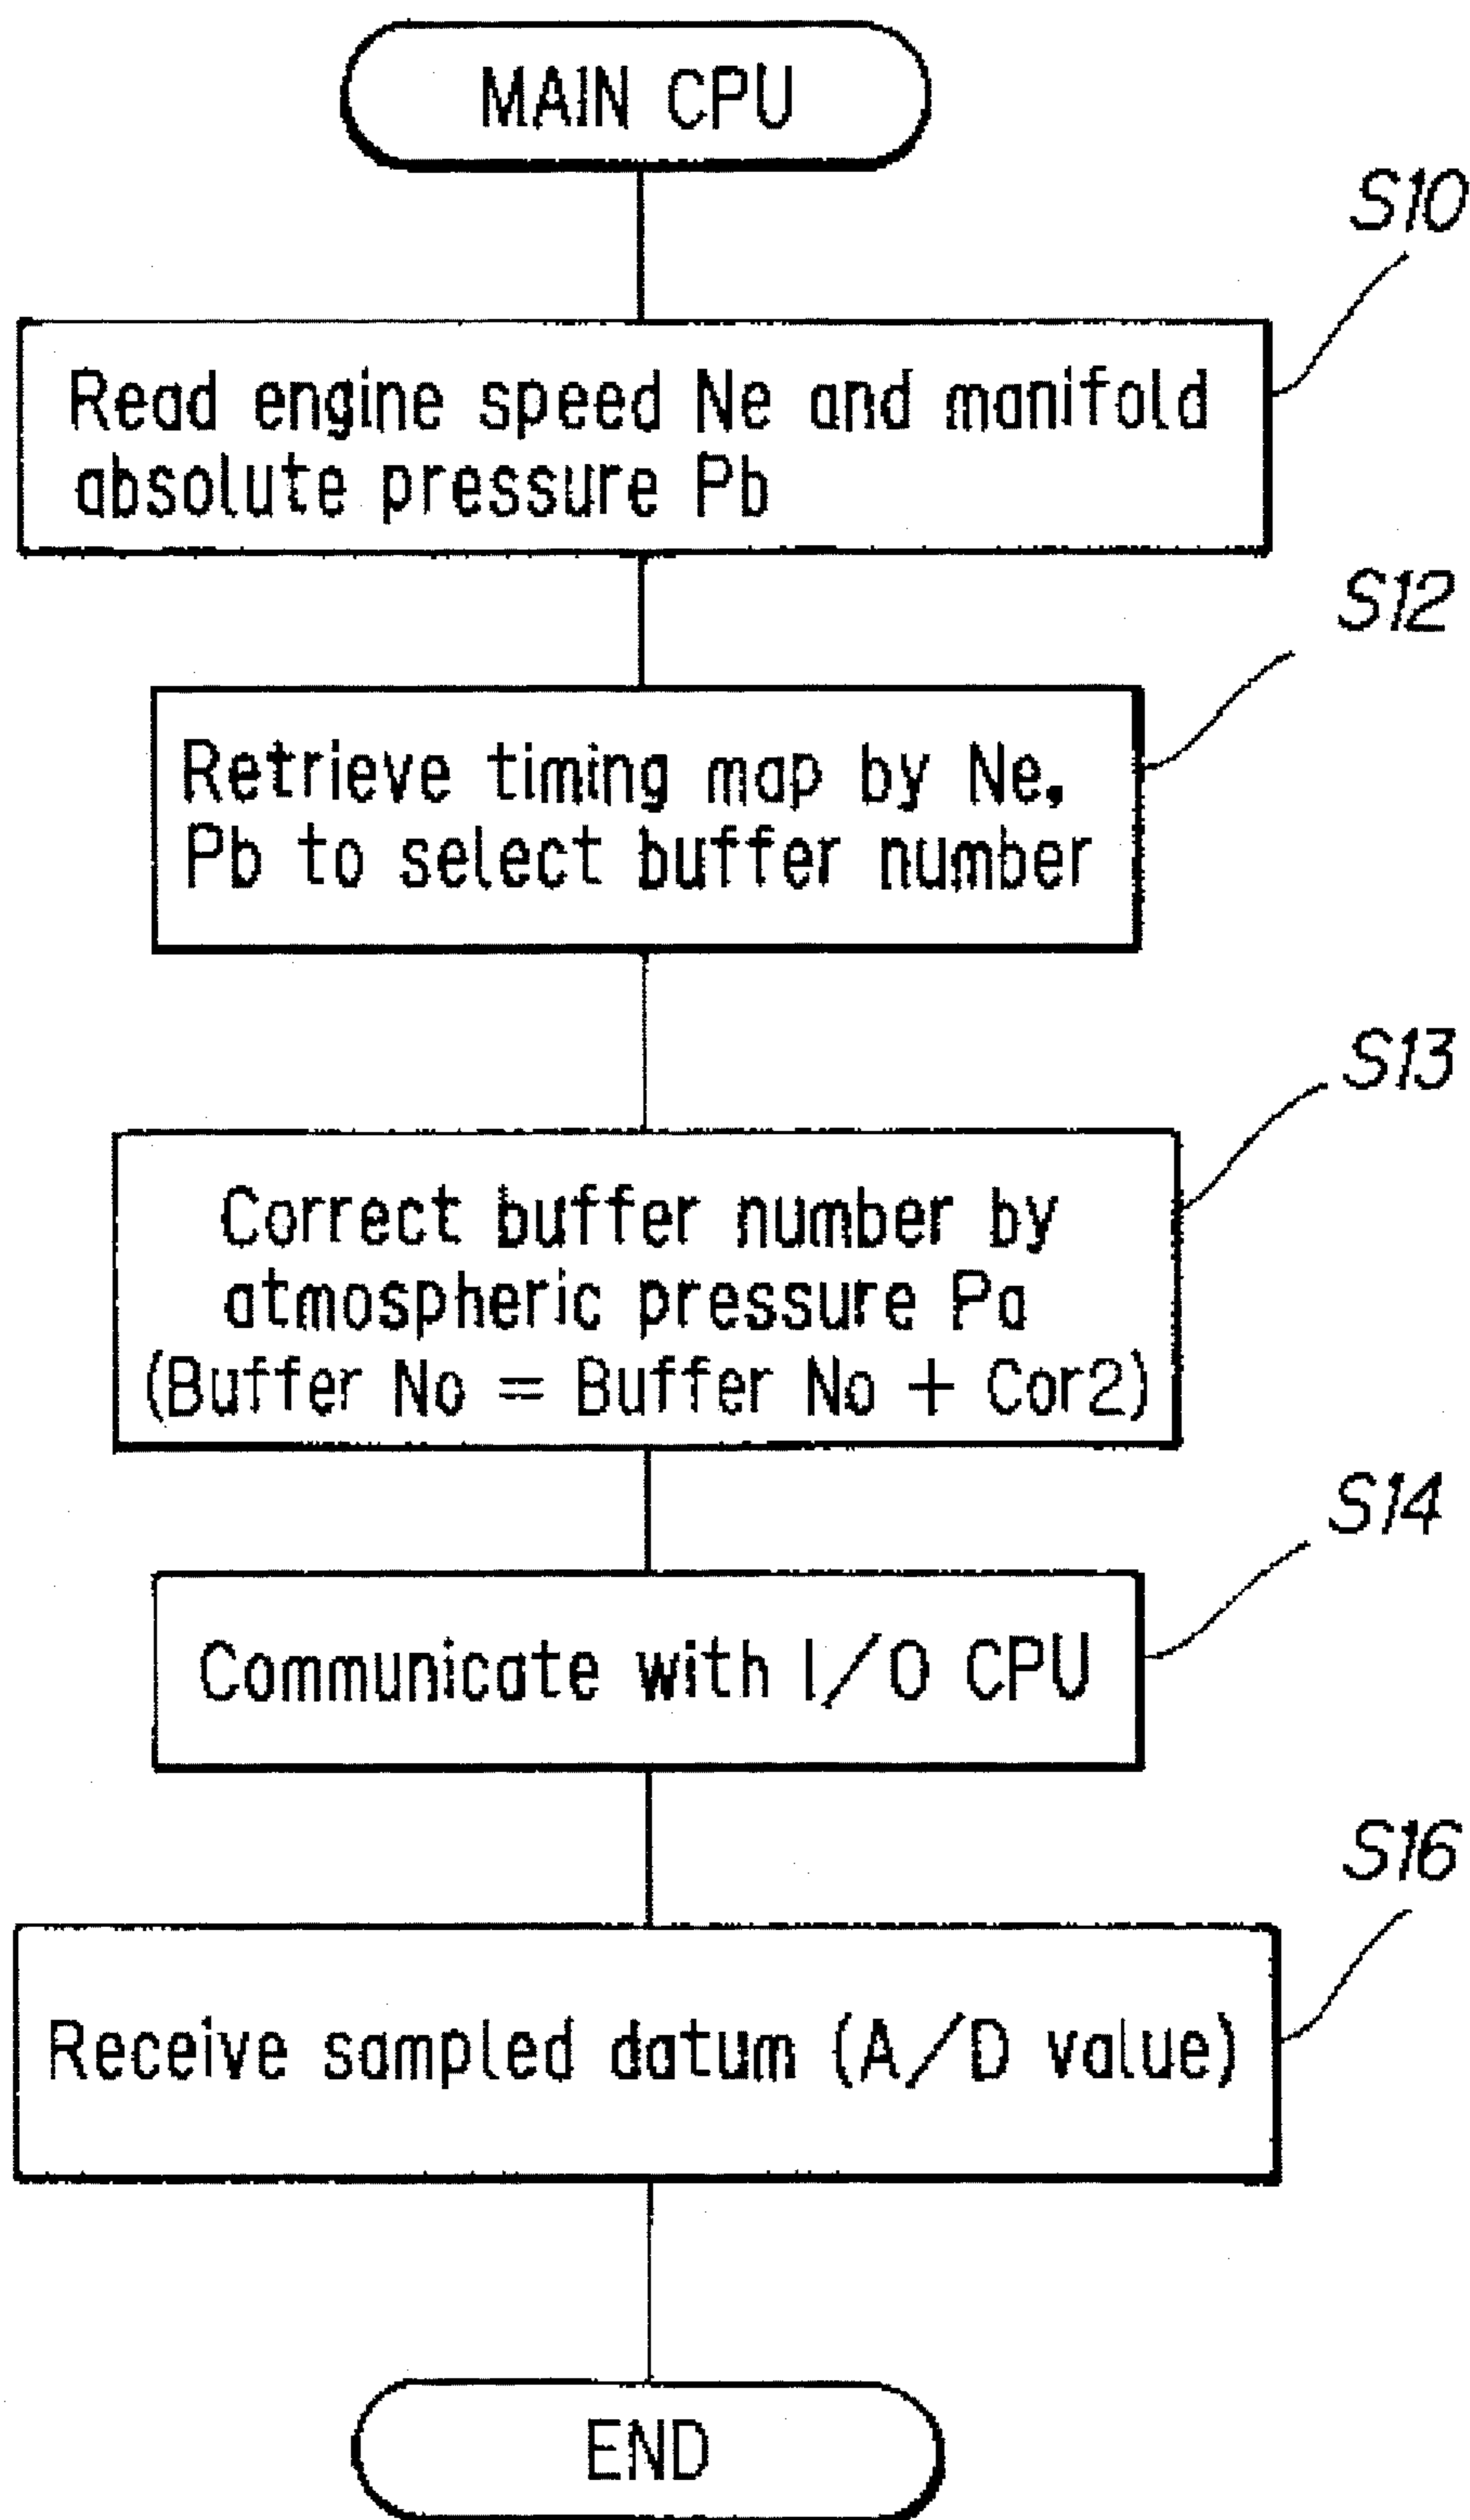 MAIN CPU
S10
Read engine speed Ne and manifold
absolute pressure Pb
S12
Retrieve timing map by Ne,
Pb to select buffer number
S13
Correct buffer number by
atmospheric pressure Pa
(Buffer No = Buffer No + Cor2)
S14
Communicate with I/O CPU
S16
Receive sampled datum (A/D value)
END